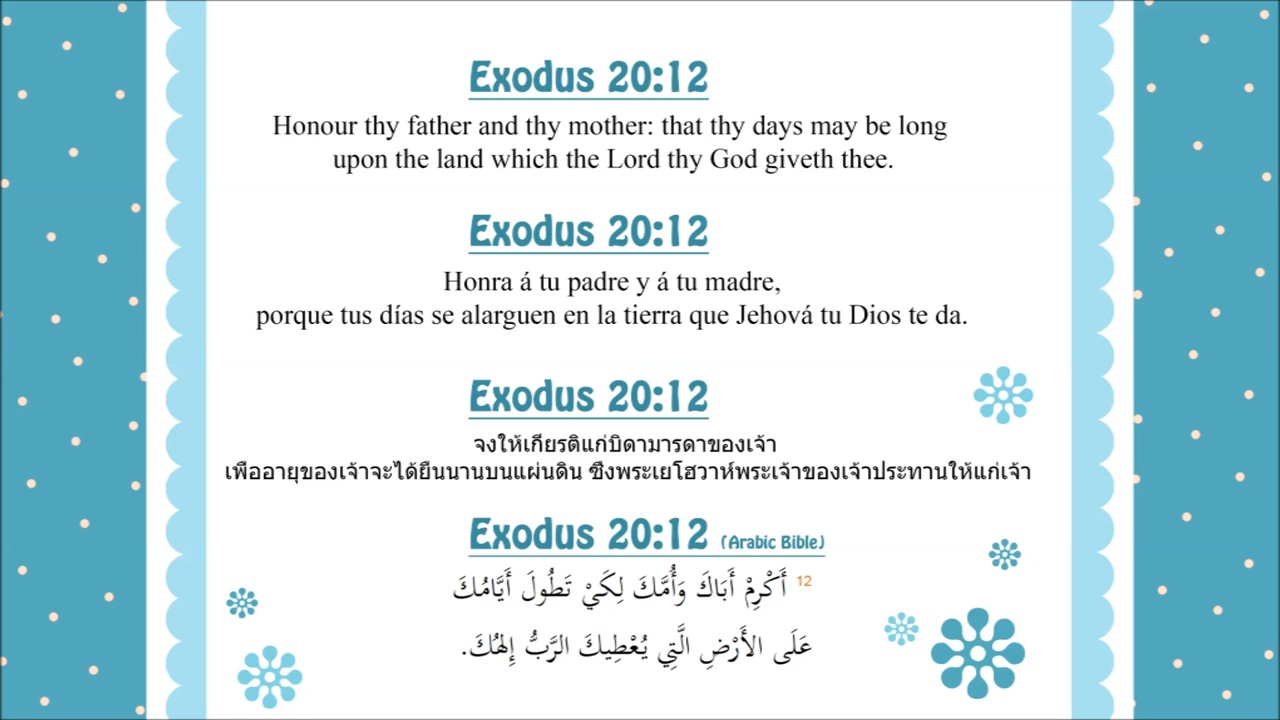 Exodus 20:12
Honour thy father and thy mother: that thy days may be long
upon the land which the Lord thy God giveth thee.
Exodus 20:12
Honra á tu padre y á tu madre,
porque tus días se alarguen en la tierra que Jehová tu Dios te da.
Exodus 20:12
จงให้เกียรติแก่บิดามารดาของเจ้า
เพื่ออายุของเจ้าจะได้ยืนนานบนแผ่นดิน ซึ่งพระเยโฮวาห์พระเจ้าของเจ้าประทานให้แก่เจ้า
Exodus 20:12 (Arabic Bible)
12 أَكْرِمْ أَبَاكَ وَأُمَّكَ لِكَيْ تَطُولَ أَيَّامُكَ
عَلَى الأَرْضِ الَّتِي يُعْطِيكَ الرَّبُّ إِلهُكَ.